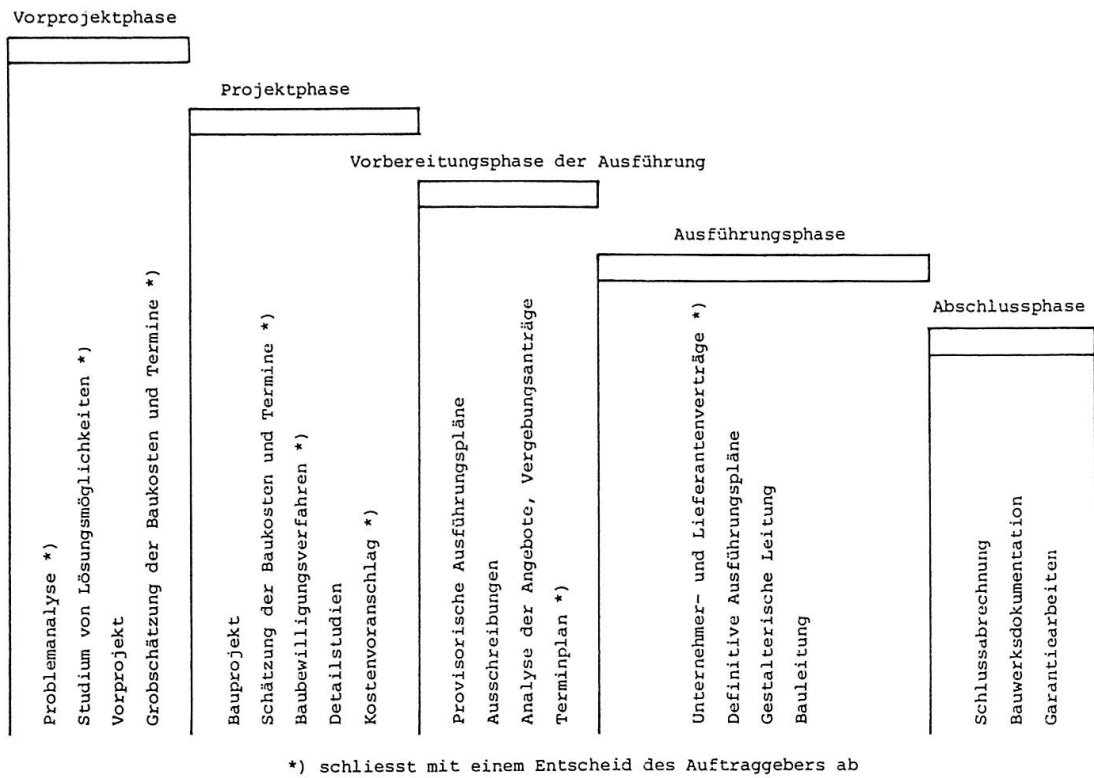 Vorprojektphase
Problemanalyse *)
Studium von Lösungsmöglichkeiten *)
Vorprojekt
Grobschätzung der Baukosten und Termine *)
Projektphase
Bauprojekt
Schätzung der Baukosten und Termine *)
Baubewilligungsverfahren *)
Detailstudien
Kostenvoranschlag *)
Vorbereitungsphase der Ausführung
Provisorische Ausführungspläne
Ausschreibungen
Analyse der Angebote, Vergebungsanträge
Terminplan *)
Ausführungsphase
Unternehmer- und Lieferantenverträge *)
Definitive Ausführungspläne
Gestalterische Leitung
Bauleitung
Abschlussphase
Schlussabrechnung
Bauwerksdokumentation
Garantiearbeiten
*) schliesst mit einem Entscheid des Auftraggebers ab